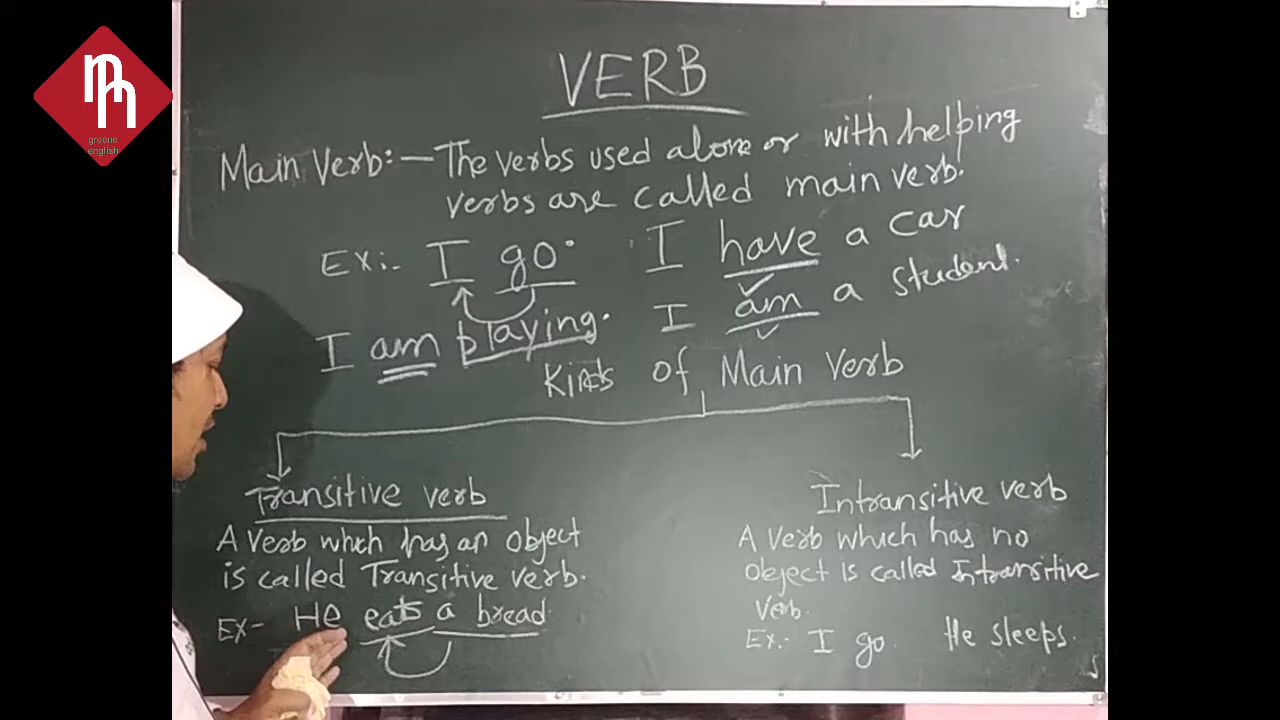 greene
english
VERB
Main Verb:— The verbs used alone or with helping
verbs are called main verb.
Ex:- I go. I have a car
I am playing. I am a student.
Kinds of Main Verb
Transitive verb
A verb which has an object
is called Transitive verb.
Ex- He eats a bread.
Intransitive verb
A verb which has no
object is called Intransitive
verb.
Ex:- I go. He sleeps.